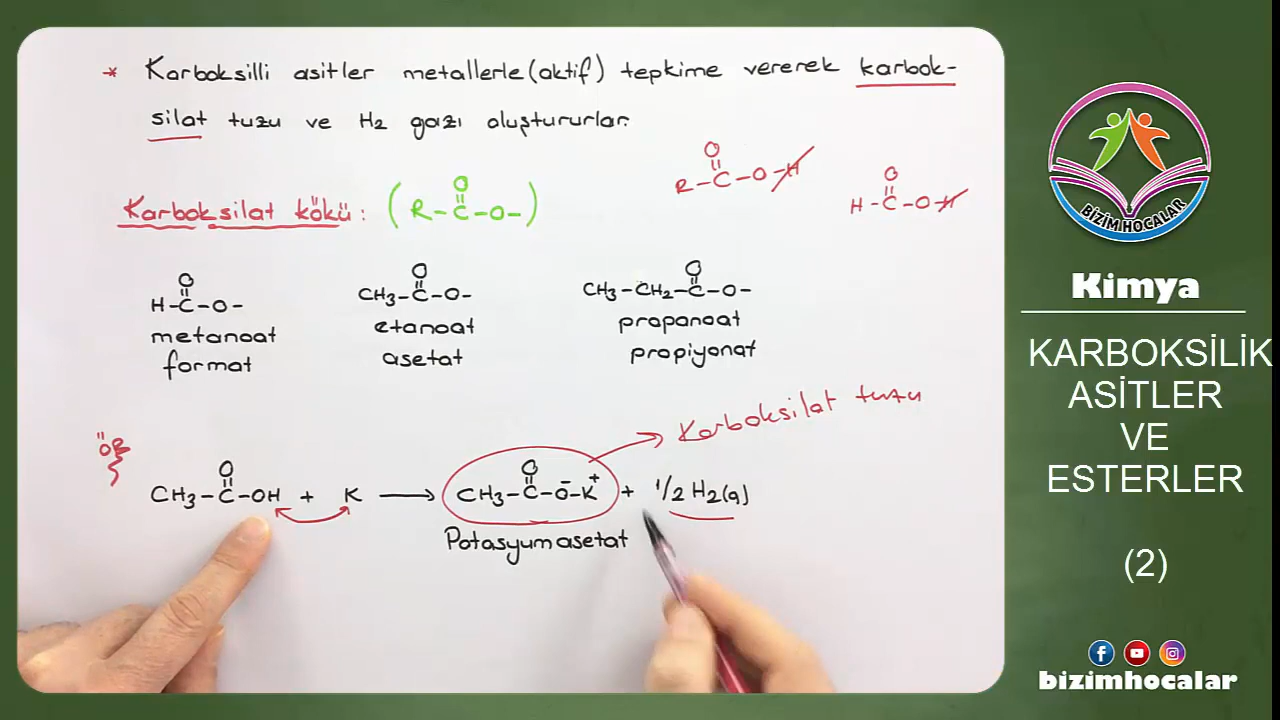 * Karboksilli asitler metallerle (aktif) tepkime vererek karbok-
silat tuzu ve H2 gazı oluştururlar.
Karboksilat kökü: (R-C-O-)
O
R-C-O-H
O
H-C-O-H
O
O
H-C-O-
metanoat
format
O
CH3-C-O-
etanoat
asetat
O
CH3-CH2-C-O-
propanoat
propiyonat
Karboksilat tuzu
ÖR
O
CH3-C-OH + K → CH3-C-O⁻-K⁺ + 1/2 H2(g)
O
Potasyum asetat
BİZİM HOCALAR
Kimya
KARBOKSİLİK
ASİTLER
VE
ESTERLER
(2)
bizimhocalar